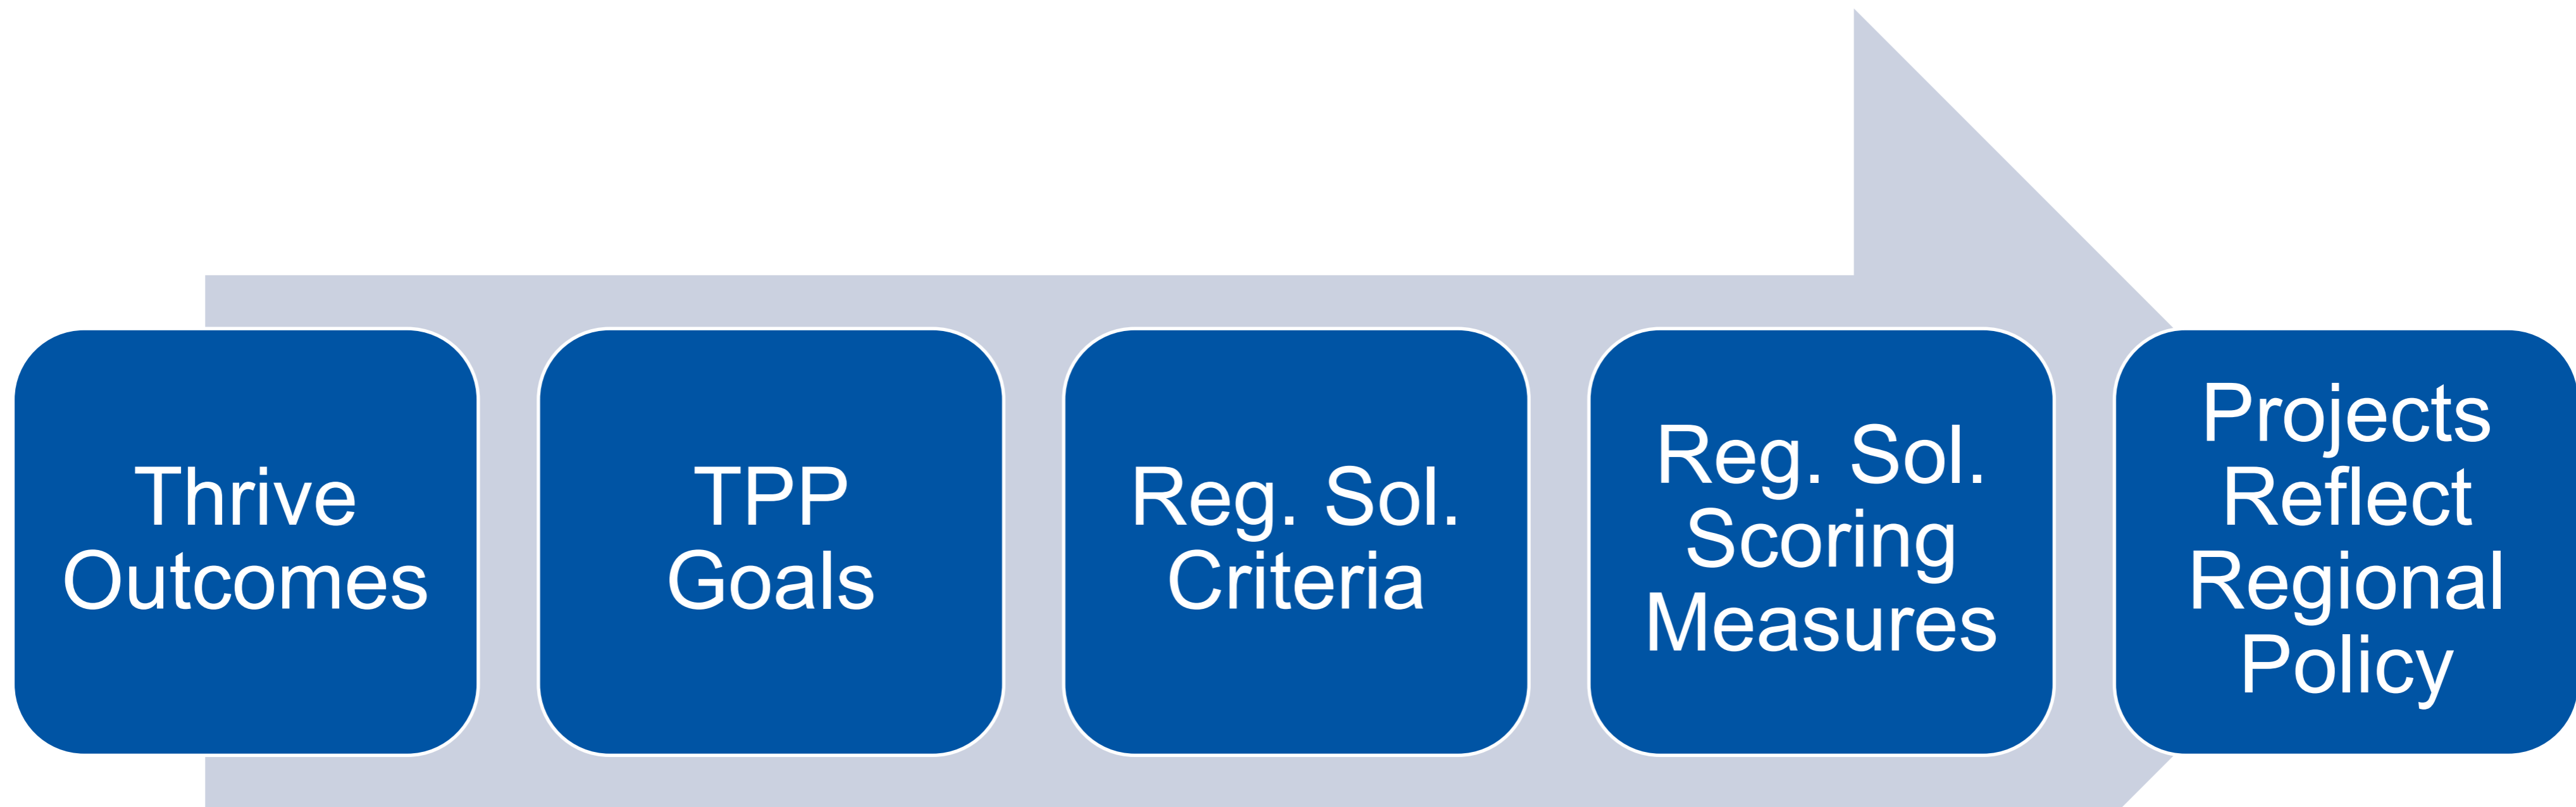 Thrive
Outcomes
TPP
Goals
Reg. Sol.
Criteria
Reg. Sol.
Scoring
Measures
Projects
Reflect
Regional
Policy